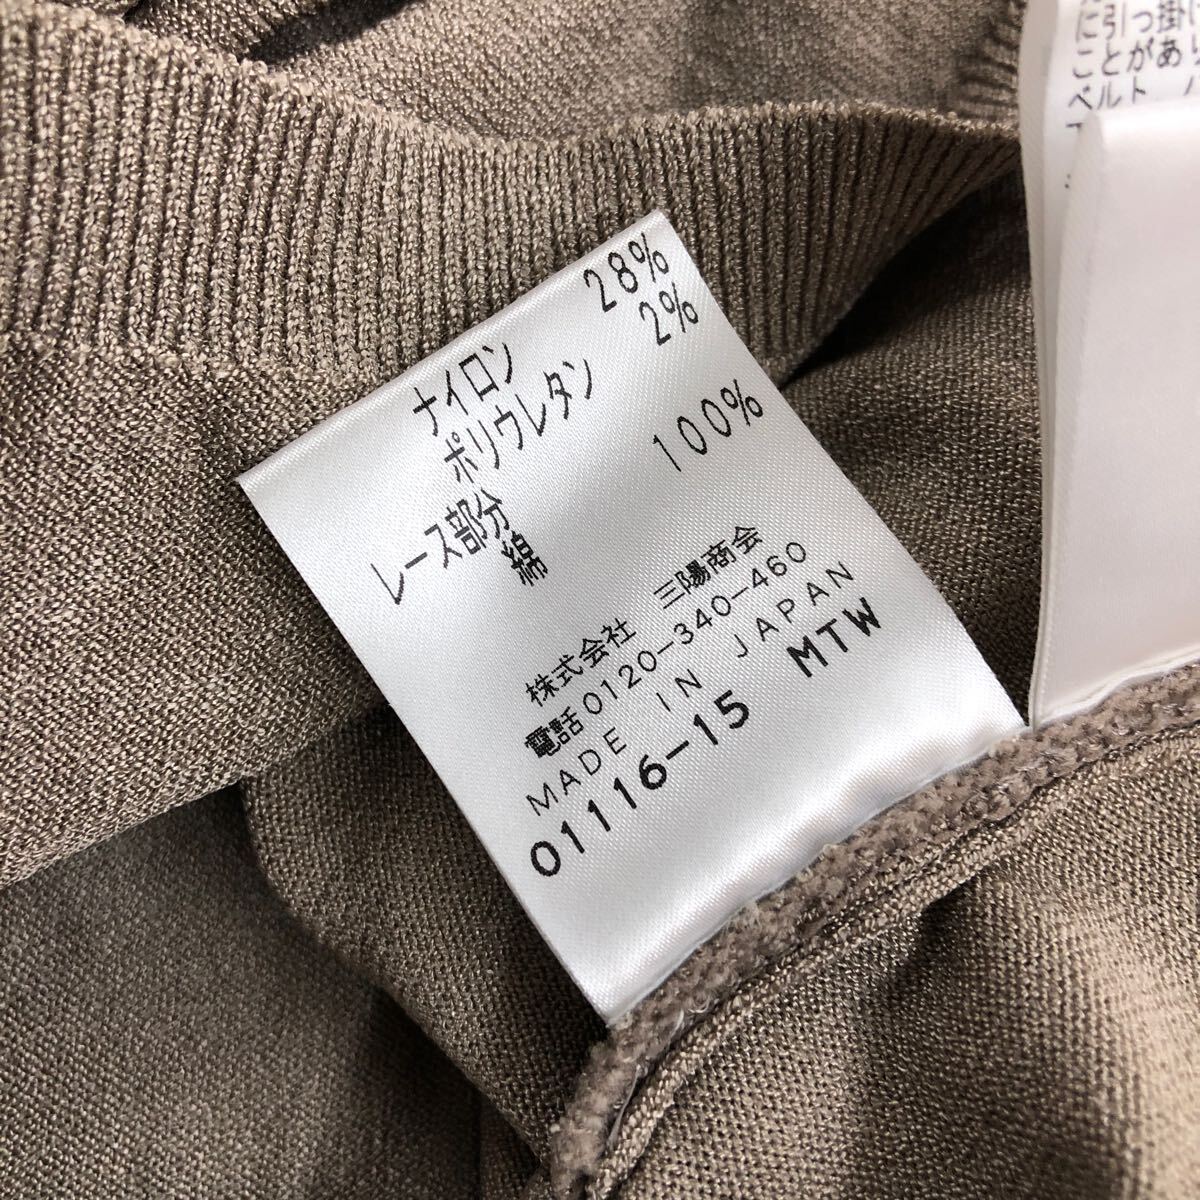 ナイロン 28%
ポリウレタン 2%
レース部分
綿 100%
株式会社 三陽商会
電話0120-340-460
MADE IN JAPAN
01116-15 MTW
に引っ掛け
ことがあり
ベルト